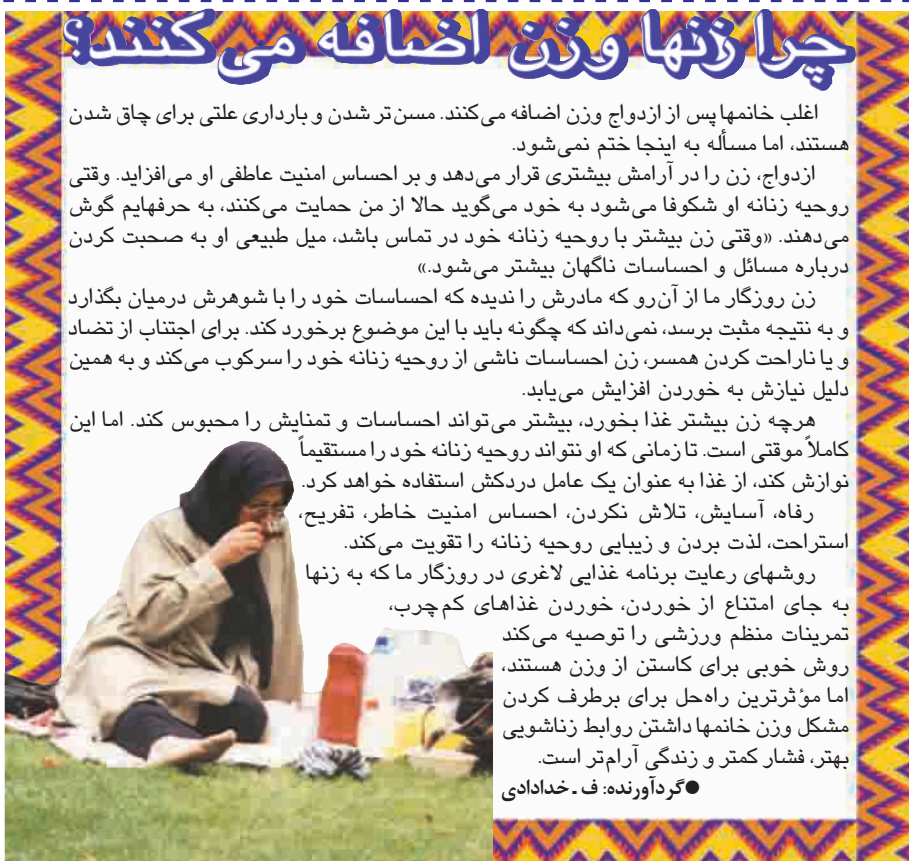 چرا زنها وزن اضافه می‌کنند؟
اغلب خانمها پس از ازدواج وزن اضافه می‌کنند. مسن‌تر شدن و بارداری علتی برای چاق شدن
هستند، اما مسأله به اینجا ختم نمی‌شود.
ازدواج، زن را در آرامش بیشتری قرار می‌دهد و بر احساس امنیت عاطفی او می‌افزاید. وقتی
روحیه زنانه او شکوفا می‌شود به خود می‌گوید حالا از من حمایت می‌کنند، به حرفهایم گوش
می‌دهند. «وقتی زن بیشتر با روحیه زنانه خود در تماس باشد، میل طبیعی او به صحبت کردن
درباره مسائل و احساسات ناگهان بیشتر می‌شود.»
زن روزگار ما از آن‌رو که مادرش را ندیده که احساسات خود را با شوهرش درمیان بگذارد
و به نتیجه مثبت برسد، نمی‌داند که چگونه باید با این موضوع برخورد کند. برای اجتناب از تضاد
و یا ناراحت کردن همسر، زن احساسات ناشی از روحیه زنانه خود را سرکوب می‌کند و به همین
دلیل نیازش به خوردن افزایش می‌یابد.
هرچه زن بیشتر غذا بخورد، بیشتر می‌تواند احساسات و تمنایش را محبوس کند. اما این
کاملاً موقتی است. تا زمانی که او نتواند روحیه زنانه خود را مستقیماً
نوازش کند، از غذا به عنوان یک عامل دردکش استفاده خواهد کرد.
رفاه، آسایش، تلاش نکردن، احساس امنیت خاطر، تفریح،
استراحت، لذت بردن و زیبایی روحیه زنانه را تقویت می‌کند.
روشهای رعایت برنامه غذایی لاغری در روزگار ما که به زنها
به جای امتناع از خوردن، خوردن غذاهای کم‌چرب،
تمرینات منظم ورزشی را توصیه می‌کند
روش خوبی برای کاستن از وزن هستند،
اما مؤثرترین راه‌حل برای برطرف کردن
مشکل وزن خانمها داشتن روابط زناشویی
بهتر، فشار کمتر و زندگی آرام‌تر است.
●گردآورنده: ف ـ خدادادی